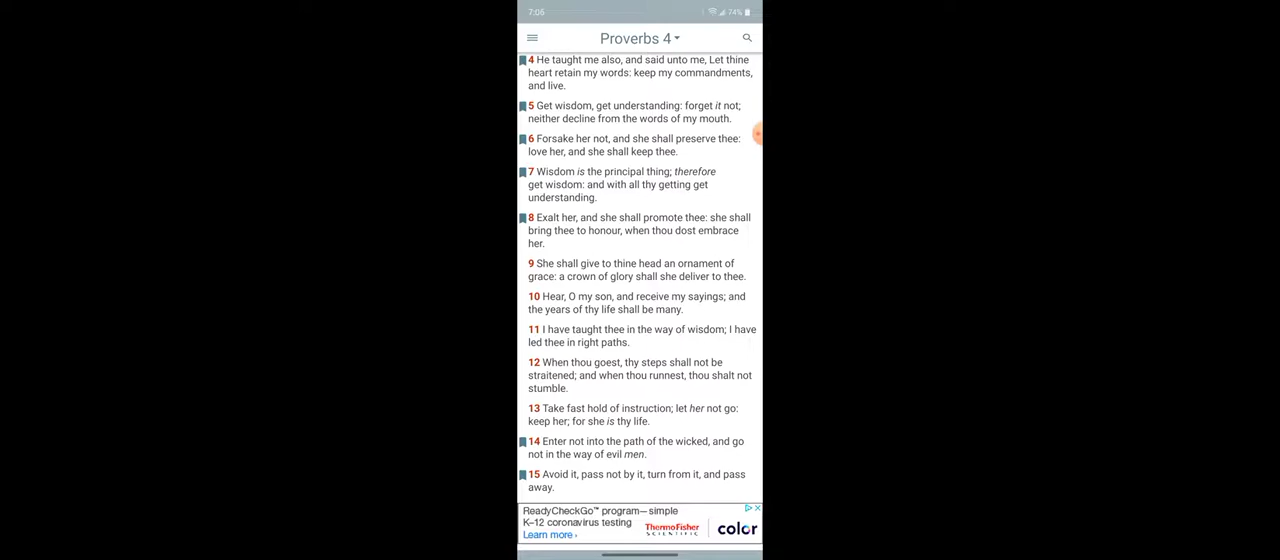 7:06
74%
Proverbs 4
4 He taught me also, and said unto me, Let thine
heart retain my words: keep my commandments,
and live.
5 Get wisdom, get understanding: forget it not;
neither decline from the words of my mouth.
6 Forsake her not, and she shall preserve thee:
love her, and she shall keep thee.
7 Wisdom is the principal thing; therefore
get wisdom: and with all thy getting get
understanding.
8 Exalt her, and she shall promote thee: she shall
bring thee to honour, when thou dost embrace
her.
9 She shall give to thine head an ornament of
grace: a crown of glory shall she deliver to thee.
10 Hear, O my son, and receive my sayings; and
the years of thy life shall be many.
11 I have taught thee in the way of wisdom; I have
led thee in right paths.
12 When thou goest, thy steps shall not be
straitened; and when thou runnest, thou shalt not
stumble.
13 Take fast hold of instruction; let her not go:
keep her; for she is thy life.
14 Enter not into the path of the wicked, and go
not in the way of evil men.
15 Avoid it, pass not by it, turn from it, and pass
away.
ReadyCheckGo™ program—simple
K–12 coronavirus testing
Learn more ›
ThermoFisher
SCIENTIFIC
color